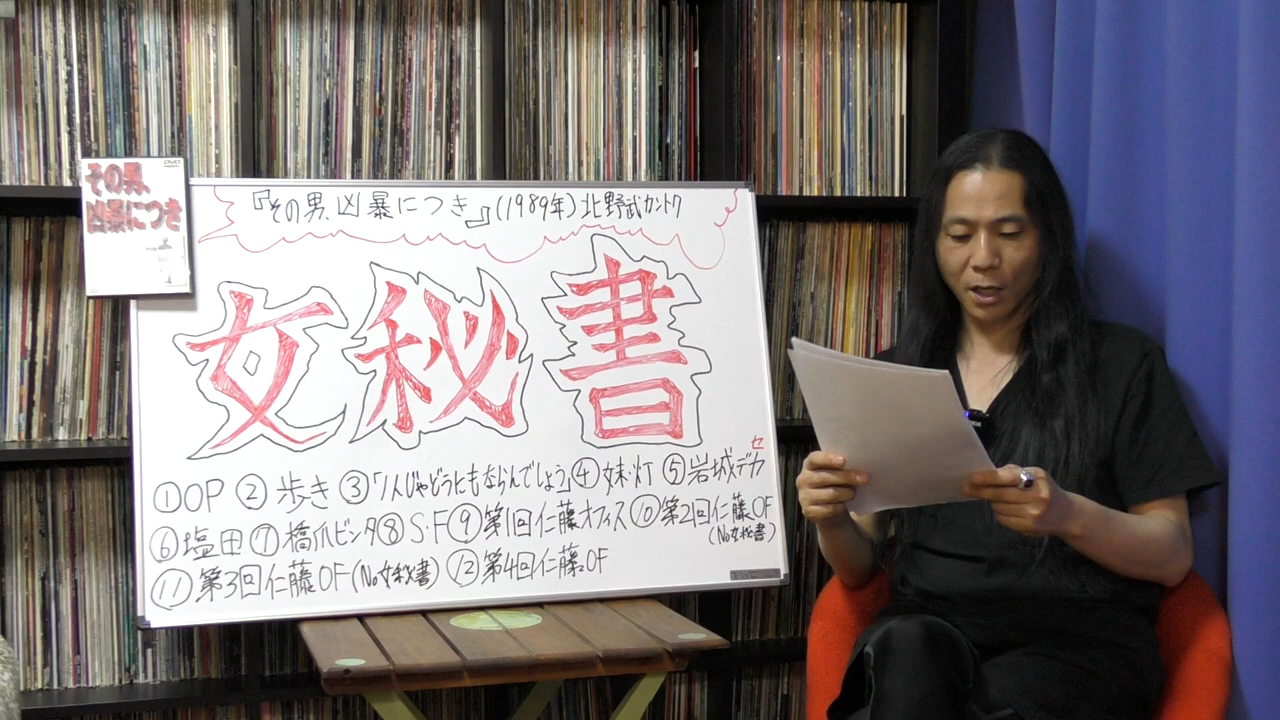 その男、
凶暴につき
DVD
『その男、凶暴につき』(1989年)北野武カントク
女秘書
①OP ②歩き ③「1人じゃどうにもならんでしょう」④妹・灯 ⑤岩城デカ
セ
⑥塩田 ⑦橋爪ビンタ ⑧S・F ⑨第1回仁藤オフィス ⑩第2回仁藤OF
(No女秘書)
⑪第3回仁藤OF(No女秘書) ⑫第4回仁藤OF